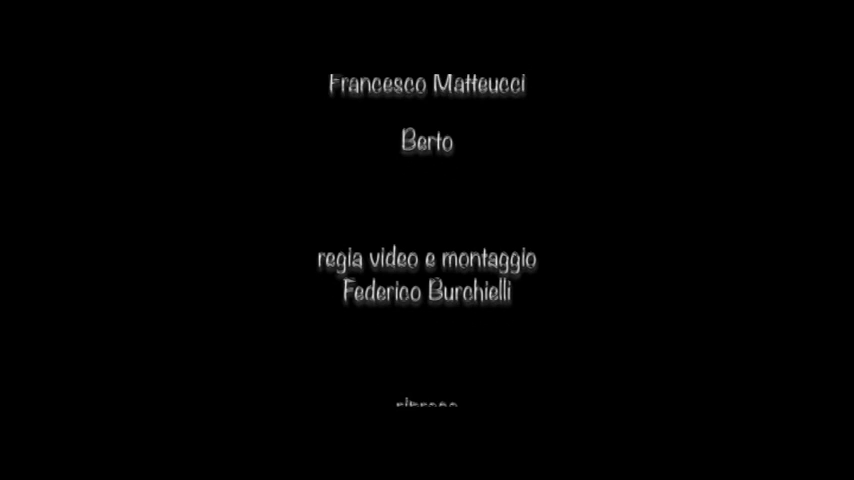 Francesco Matteucci
Berto
regia video e montaggio
Federico Burchielli